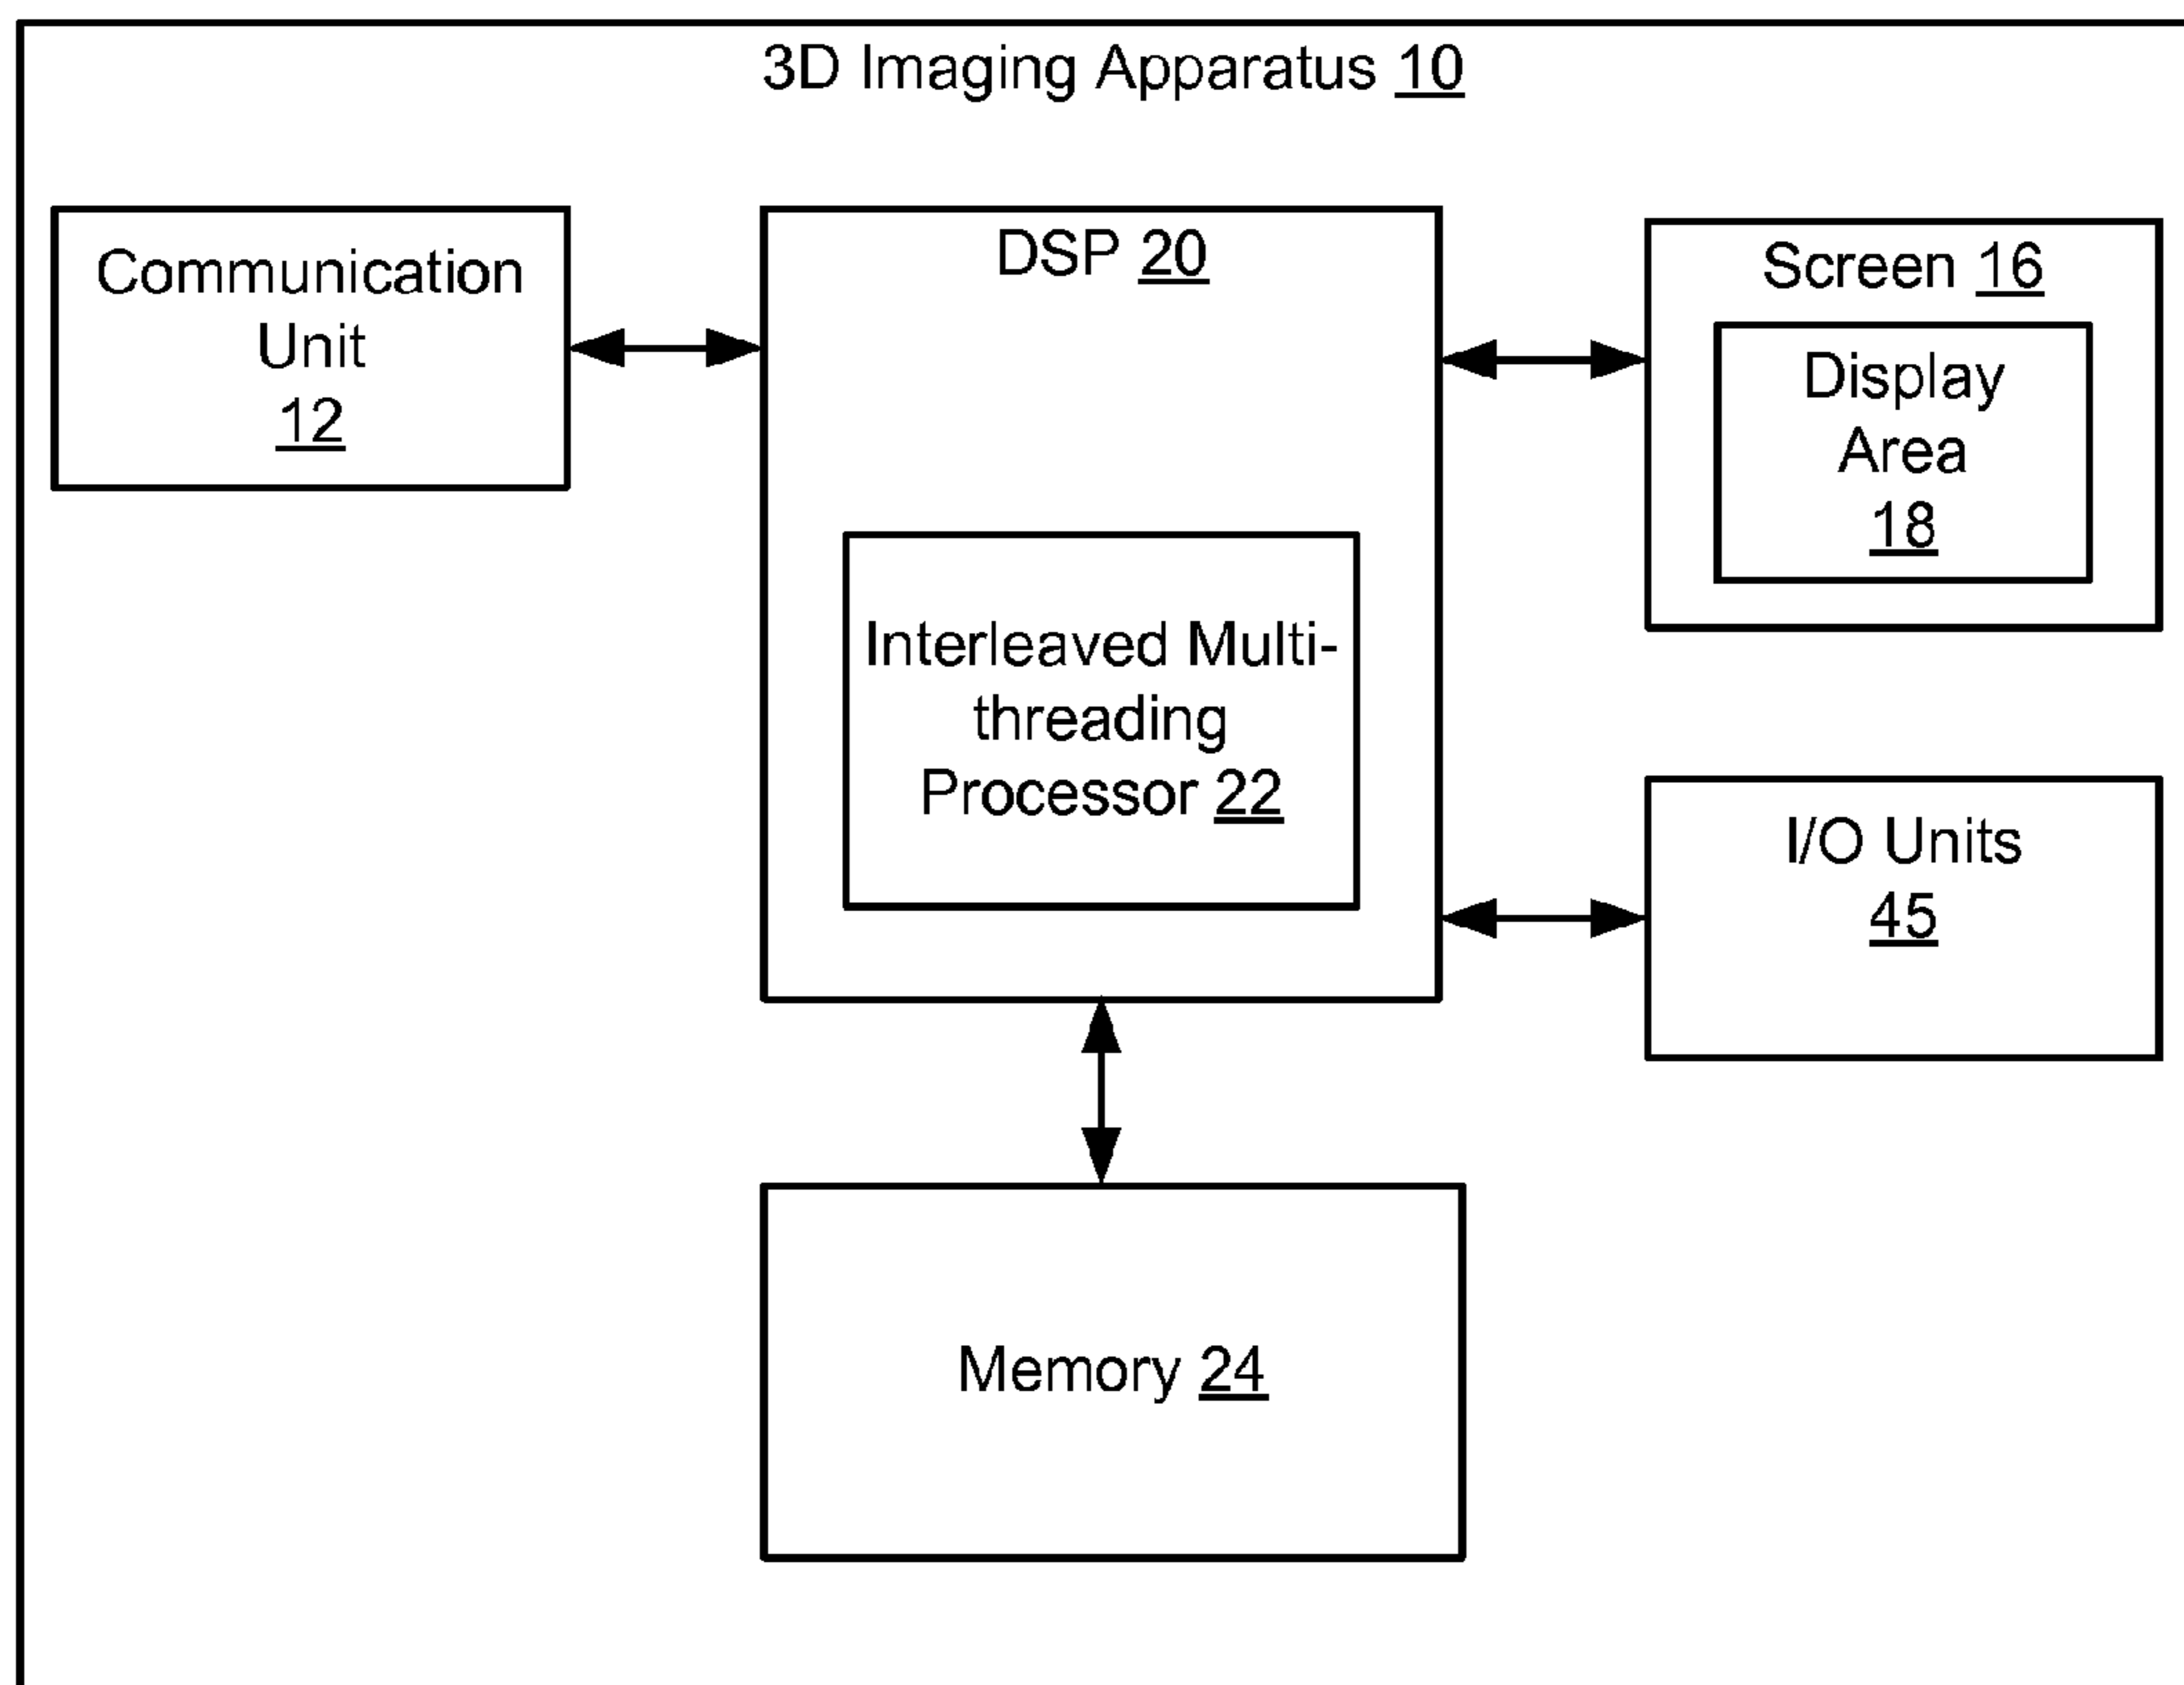 3D Imaging Apparatus 10
Communication
Unit
12
DSP 20
Interleaved Multi-
threading
Processor 22
Screen 16
Display
Area
18
I/O Units
45
Memory 24